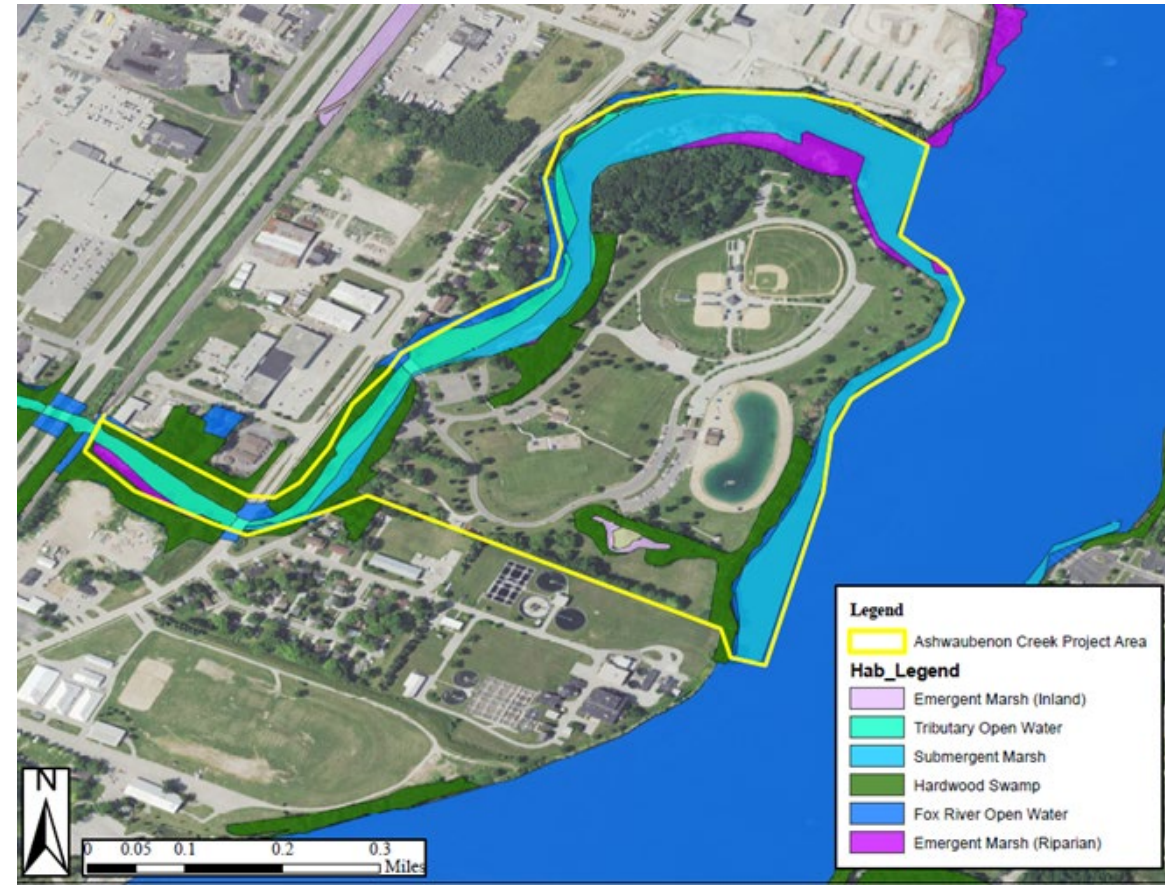 Legend
Ashwaubenon Creek Project Area
Hab_Legend
Emergent Marsh (Inland)
Tributary Open Water
Submergent Marsh
Hardwood Swamp
Fox River Open Water
Emergent Marsh (Riparian)
N
0 0.05 0.1 0.2 0.3
Miles